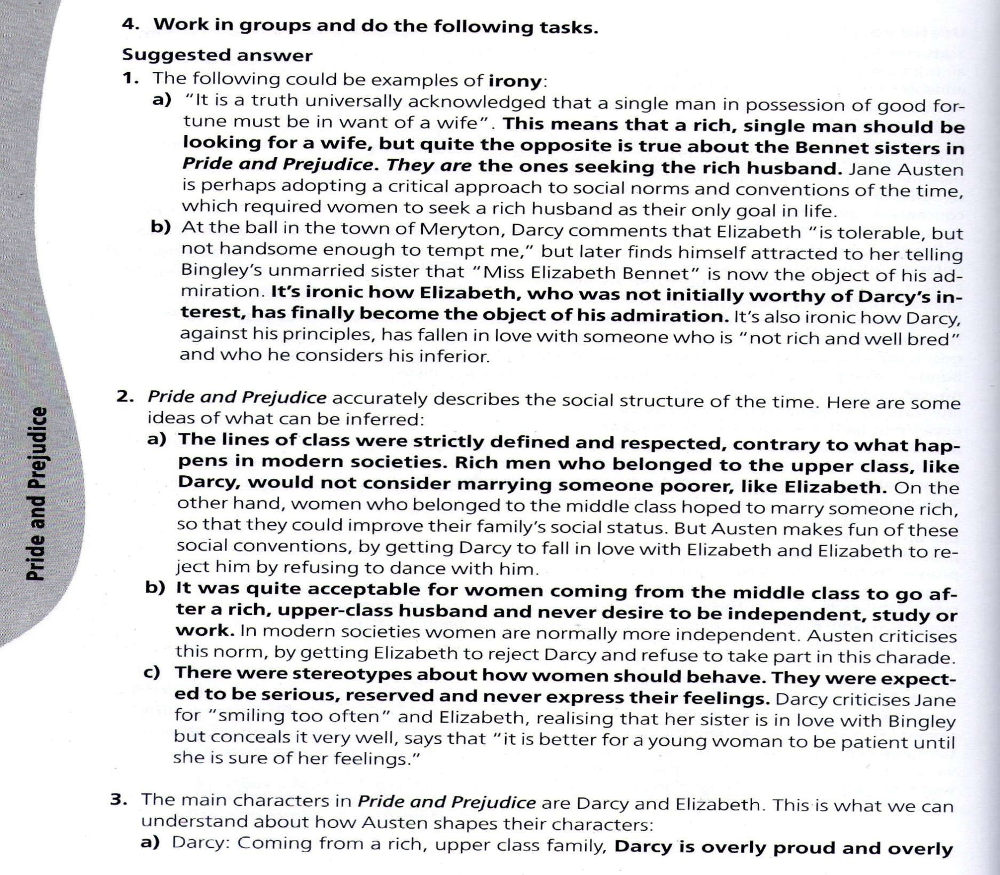 4. Work in groups and do the following tasks.
Suggested answer
1. The following could be examples of irony:
a) "It is a truth universally acknowledged that a single man in possession of good for-
tune must be in want of a wife". This means that a rich, single man should be
looking for a wife, but quite the opposite is true about the Bennet sisters in
Pride and Prejudice. They are the ones seeking the rich husband. Jane Austen
is perhaps adopting a critical approach to social norms and conventions of the time,
which required women to seek a rich husband as their only goal in life.
b) At the ball in the town of Meryton, Darcy comments that Elizabeth "is tolerable, but
not handsome enough to tempt me," but later finds himself attracted to her telling
Bingley's unmarried sister that "Miss Elizabeth Bennet" is now the object of his ad-
miration. It's ironic how Elizabeth, who was not initially worthy of Darcy's in-
terest, has finally become the object of his admiration. It's also ironic how Darcy,
against his principles, has fallen in love with someone who is "not rich and well bred"
and who he considers his inferior.
2. Pride and Prejudice accurately describes the social structure of the time. Here are some
ideas of what can be inferred:
a) The lines of class were strictly defined and respected, contrary to what hap-
pens in modern societies. Rich men who belonged to the upper class, like
Darcy, would not consider marrying someone poorer, like Elizabeth. On the
other hand, women who belonged to the middle class hoped to marry someone rich,
so that they could improve their family's social status. But Austen makes fun of these
social conventions, by getting Darcy to fall in love with Elizabeth and Elizabeth to re-
ject him by refusing to dance with him.
b) It was quite acceptable for women coming from the middle class to go af-
ter a rich, upper-class husband and never desire to be independent, study or
work. In modern societies women are normally more independent. Austen criticises
this norm, by getting Elizabeth to reject Darcy and refuse to take part in this charade.
c) There were stereotypes about how women should behave. They were expect-
ed to be serious, reserved and never express their feelings. Darcy criticises Jane
for "smiling too often" and Elizabeth, realising that her sister is in love with Bingley
but conceals it very well, says that "it is better for a young woman to be patient until
she is sure of her feelings."
3. The main characters in Pride and Prejudice are Darcy and Elizabeth. This is what we can
understand about how Austen shapes their characters:
a) Darcy: Coming from a rich, upper class family, Darcy is overly proud and overly
Pride and Prejudice